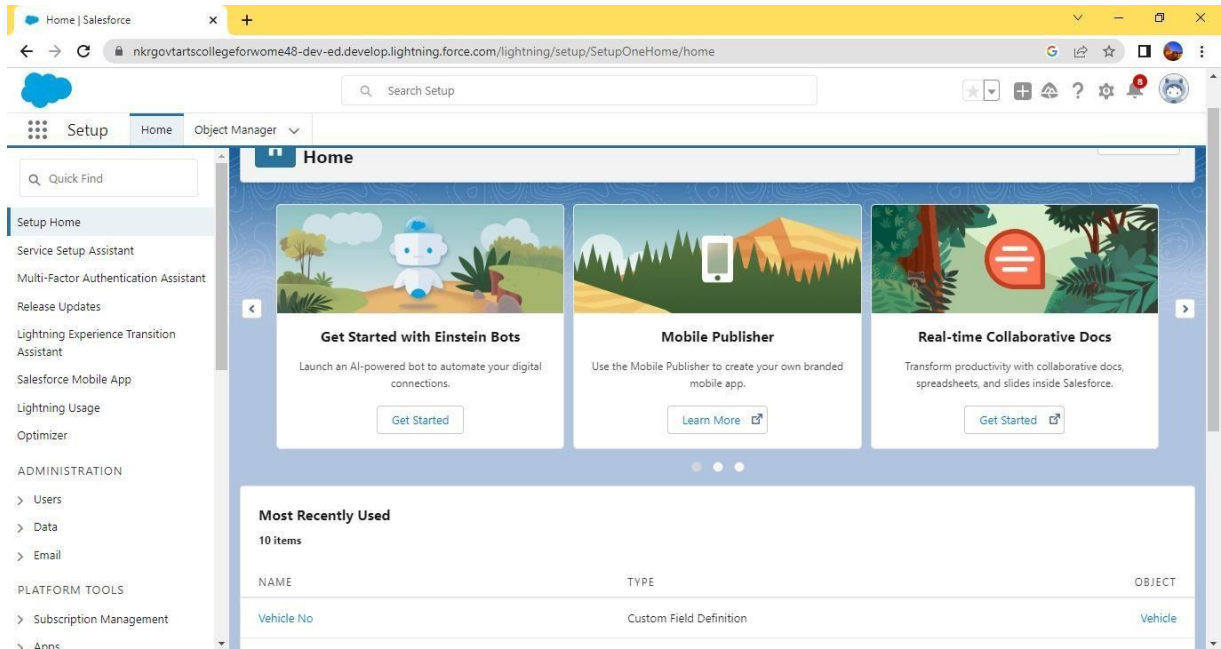 Home | Salesforce
nkrgovtartscollegeforwome48-dev-ed.develop.lightning.force.com/lightning/setup/SetupOneHome/home
Search Setup
8
Setup Home Object Manager
Quick Find
Home
Setup Home
Service Setup Assistant
Multi-Factor Authentication Assistant
Release Updates
Lightning Experience Transition
Assistant
Salesforce Mobile App
Lightning Usage
Optimizer
ADMINISTRATION
Users
Data
Email
PLATFORM TOOLS
Subscription Management
Apps
Get Started with Einstein Bots
Launch an AI-powered bot to automate your digital
connections.
Get Started
Mobile Publisher
Use the Mobile Publisher to create your own branded
mobile app.
Learn More
Real-time Collaborative Docs
Transform productivity with collaborative docs,
spreadsheets, and slides inside Salesforce.
Get Started
Most Recently Used
10 items
NAME TYPE OBJECT
Vehicle No Custom Field Definition Vehicle